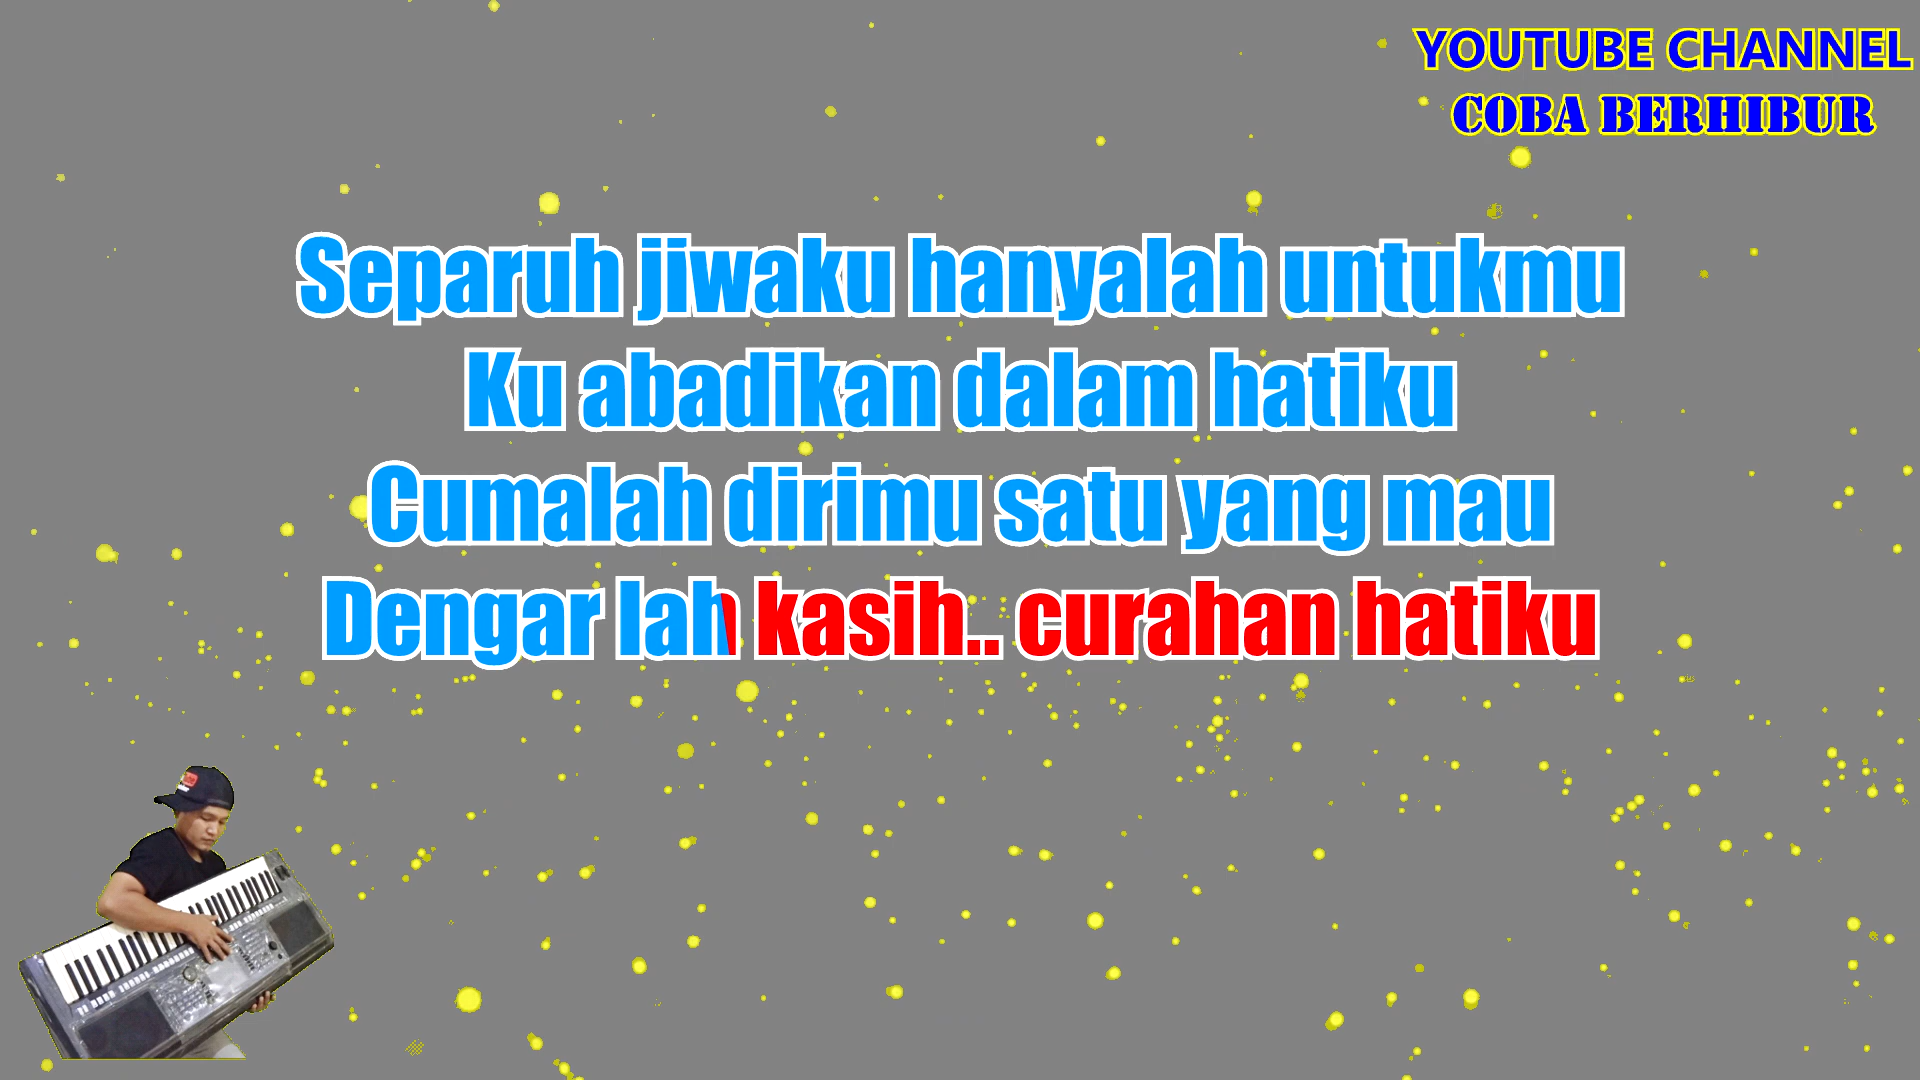 YOUTUBE CHANNEL
COBA BERHIBUR
Separuh jiwaku hanyalah untukmu
Ku abadikan dalam hatiku
Cumalah dirimu satu yang mau
Dengar lah kasih.. curahan hatiku